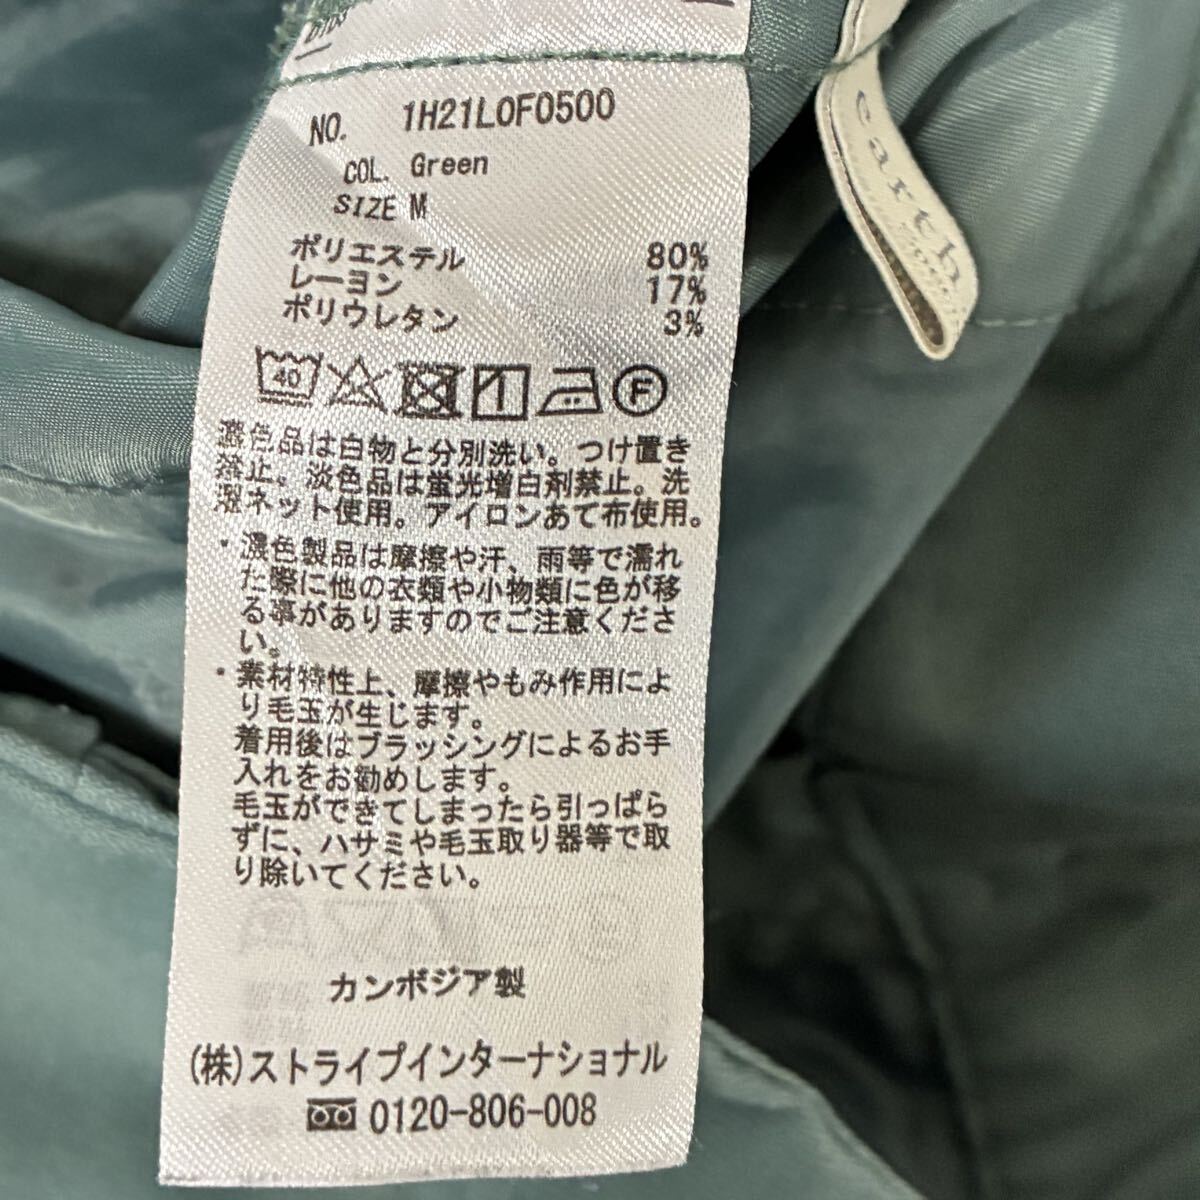 NO. 1H21L0F0500
COL. Green
SIZE M
ポリエステル 80%
レーヨン 17%
ポリウレタン 3%
40
F
濃色品は白物と分別洗い。つけ置き
禁止。淡色品は蛍光増白剤禁止。洗
濯ネット使用。アイロンあて布使用。
・濃色製品は摩擦や汗、雨等で濡れ
た際に他の衣類や小物類に色が移
る事がありますのでご注意くださ
い。
・素材特性上、摩擦やもみ作用によ
り毛玉が生じます。
着用後はブラッシングによるお手
入れをお勧めします。
毛玉ができてしまったら引っぱら
ずに、ハサミや毛玉取り器等で取
り除いてください。
カンボジア製
(株)ストライプインターナショナル
0120-806-008
earth